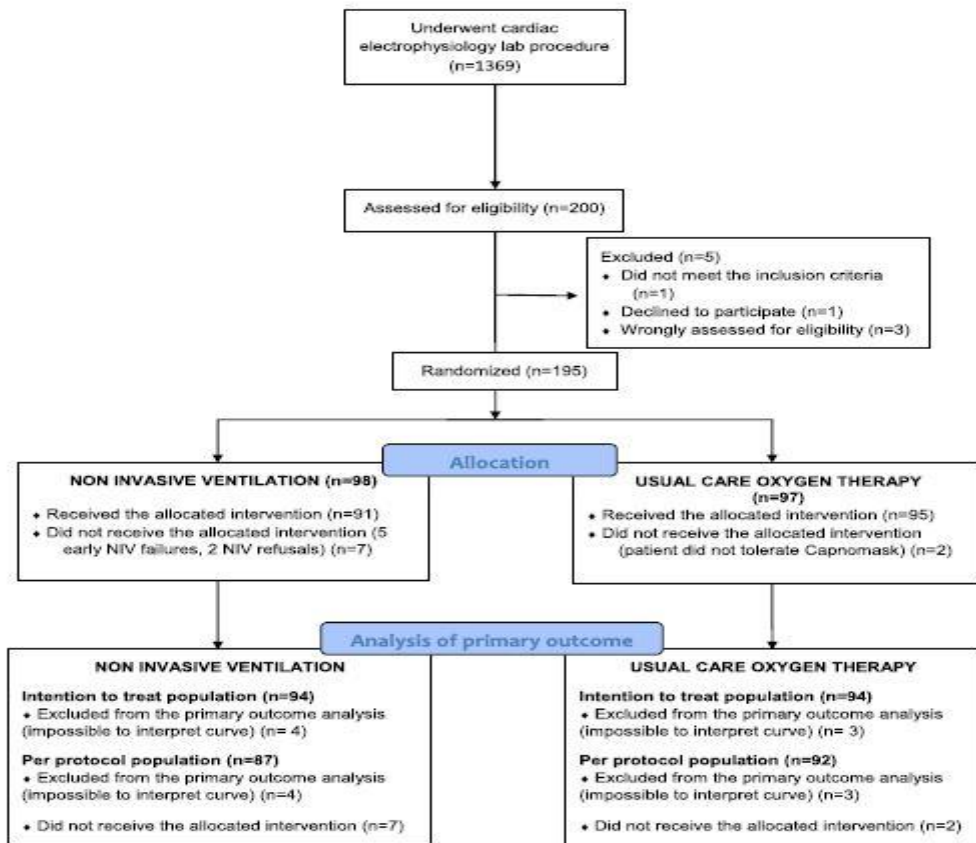 Underwent cardiac
electrophysiology lab procedure
(n=1369)
Assessed for eligibility (n=200)
Excluded (n=5)
• Did not meet the inclusion criteria
(n=1)
• Declined to participate (n=1)
• Wrongly assessed for eligibility (n=3)
Randomized (n=195)
Allocation
NON INVASIVE VENTILATION (n=98)
• Received the allocated intervention (n=91)
• Did not receive the allocated intervention (5
early NIV failures, 2 NIV refusals) (n=7)
USUAL CARE OXYGEN THERAPY
(n=97)
• Received the allocated intervention (n=95)
• Did not receive the allocated intervention
(patient did not tolerate Capnomask) (n=2)
Analysis of primary outcome
NON INVASIVE VENTILATION
Intention to treat population (n=94)
• Excluded from the primary outcome analysis
(impossible to interpret curve) (n= 4)
Per protocol population (n=87)
• Excluded from the primary outcome analysis
(impossible to interpret curve) (n=4)
• Did not receive the allocated intervention (n=7)
USUAL CARE OXYGEN THERAPY
Intention to treat population (n=94)
• Excluded from the primary outcome analysis
(impossible to interpret curve) (n= 3)
Per protocol population (n=92)
• Excluded from the primary outcome analysis
(impossible to interpret curve) (n=3)
• Did not receive the allocated intervention (n=2)